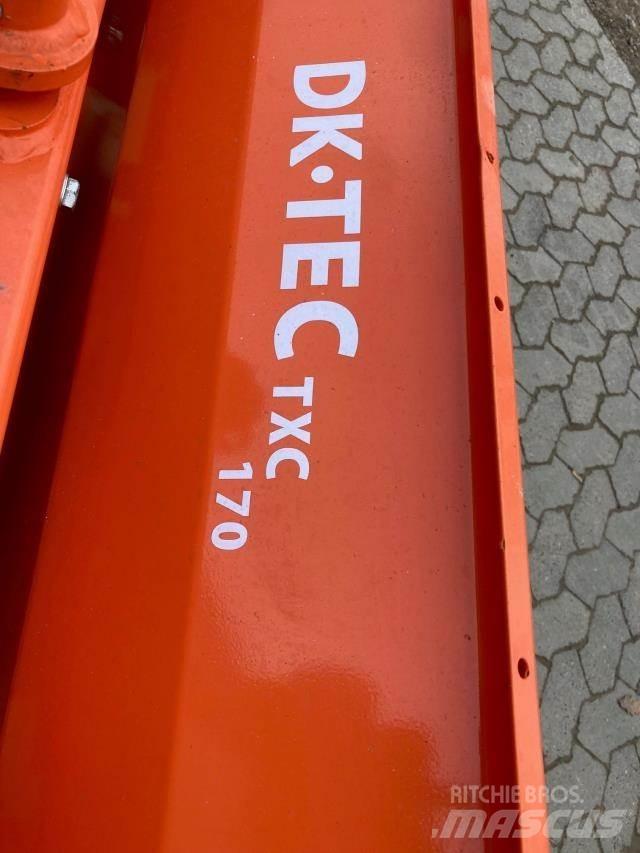 DK·TEC TXC
170
RITCHIE BROS.
MASCUS